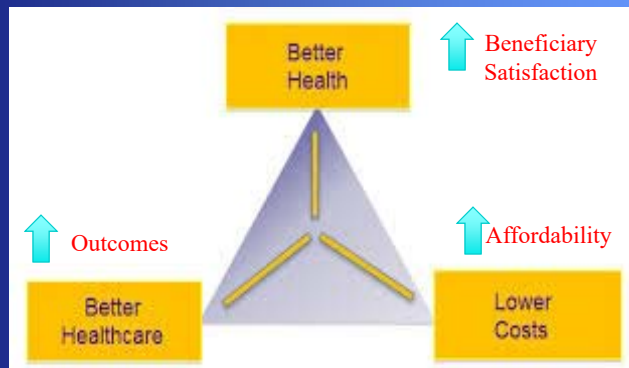 Better
Health
Beneficiary
Satisfaction
Outcomes
Affordability
Better
Healthcare
Lower
Costs